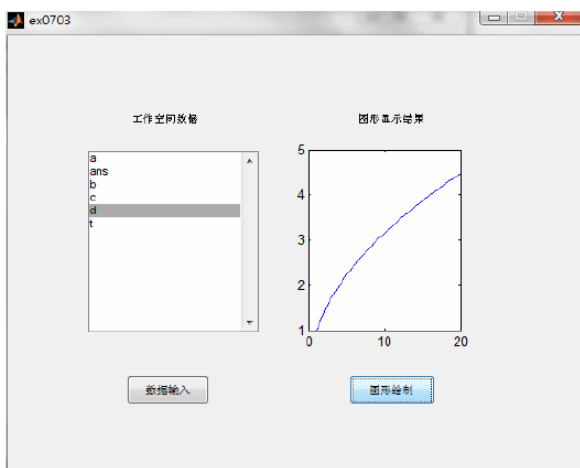 ex0703
工作空间数据
图形显示结果
a
ans
b
c
d
t
5
4
3
2
1
0 10 20
数据输入
图形绘制